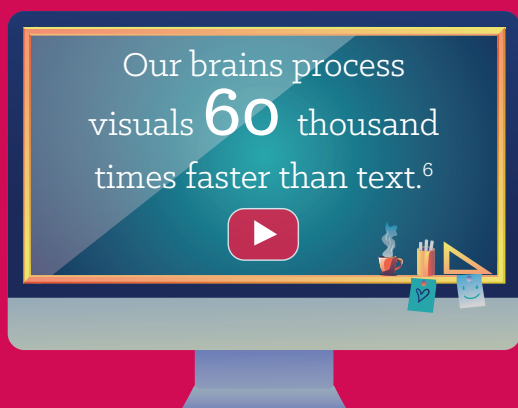 Our brains process
visuals 60 thousand
times faster than text.6